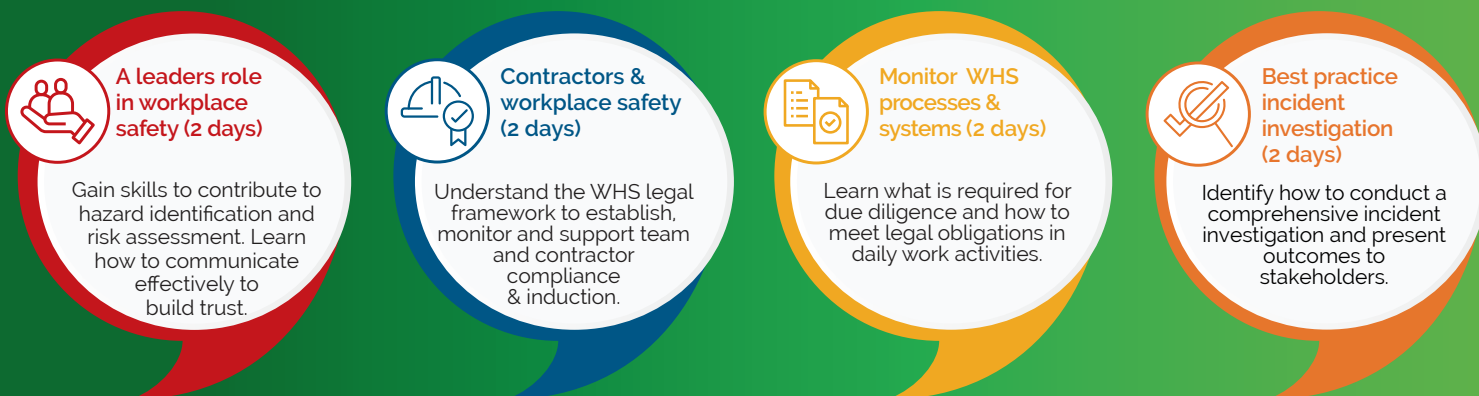 A leaders role
in workplace
safety (2 days)
Gain skills to contribute to
hazard identification and
risk assessment. Learn
how to communicate
effectively to
build trust.
Contractors &
workplace safety
(2 days)
Understand the WHS legal
framework to establish,
monitor and support team
and contractor
compliance
& induction.
Monitor WHS
processes &
systems (2 days)
Learn what is required for
due diligence and how to
meet legal obligations in
daily work activities.
Best practice
incident
investigation
(2 days)
Identify how to conduct a
comprehensive incident
investigation and present
outcomes to
stakeholders.